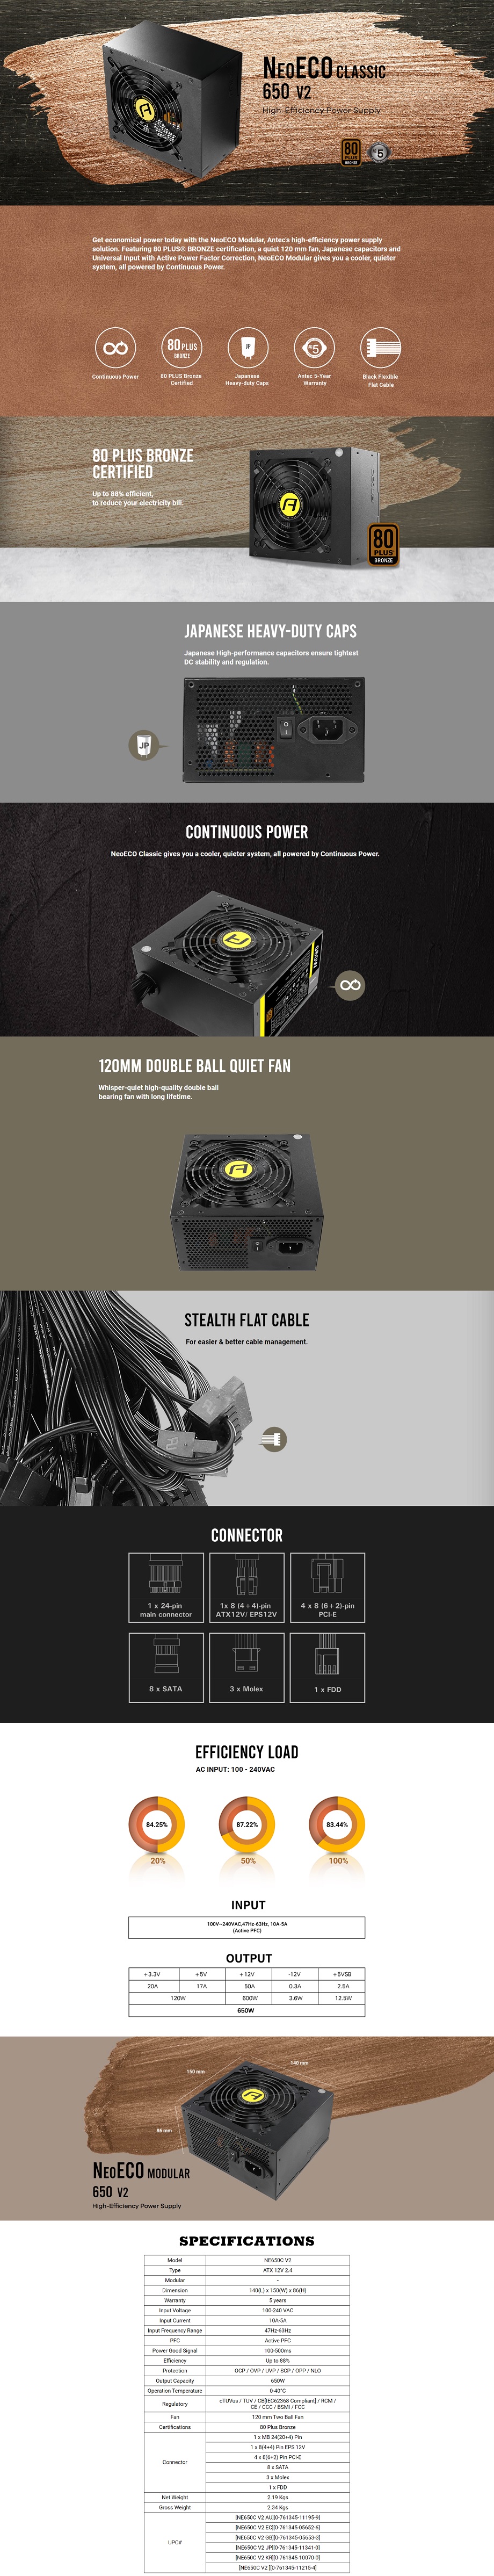 NEOECO CLASSIC
650 V2
High-Efficiency Power Supply
80
PLUS
BRONZE
5
Get economical power today with the NeoECO Modular, Antec's high-efficiency power supply
solution. Featuring 80 PLUS® BRONZE certification, a quiet 120 mm fan, Japanese capacitors and
Universal Input with Active Power Factor Correction, NeoECO Modular gives you a cooler, quieter
system, all powered by Continuous Power.
80 PLUS
BRONZE
JP
5
Continuous Power
80 PLUS Bronze
Certified
Japanese
Heavy-duty Caps
Antec 5-Year
Warranty
Black Flexible
Flat Cable
80 PLUS BRONZE
CERTIFIED
Up to 88% efficient,
to reduce your electricity bill.
80
PLUS
BRONZE
JAPANESE HEAVY-DUTY CAPS
Japanese High-performance capacitors ensure tightest
DC stability and regulation.
JP
CONTINUOUS POWER
NeoECO Classic gives you a cooler, quieter system, all powered by Continuous Power.
120MM DOUBLE BALL QUIET FAN
Whisper-quiet high-quality double ball
bearing fan with long lifetime.
STEALTH FLAT CABLE
For easier & better cable management.
CONNECTOR
1 x 24-pin
main connector
1x 8 (4+4)-pin
ATX12V/ EPS12V
4 x 8 (6+2)-pin
PCI-E
8 x SATA
3 x Molex
1 x FDD
EFFICIENCY LOAD
AC INPUT: 100 - 240VAC
84.25%
87.22%
83.44%
20%
50%
100%
INPUT
100V~240VAC,47Hz-63Hz, 10A-5A
(Active PFC)
OUTPUT
+3.3V +5V +12V -12V +5VSB
20A 17A 50A 0.3A 2.5A
120W 600W 3.6W 12.5W
650W
150 mm
140 mm
86 mm
NEOECO MODULAR
650 V2
High-Efficiency Power Supply
SPECIFICATIONS
Model NE650C V2
Type ATX 12V 2.4
Modular -
Dimension 140(L) x 150(W) x 86(H)
Warranty 5 years
Input Voltage 100-240 VAC
Input Current 10A-5A
Input Frequency Range 47Hz-63Hz
PFC Active PFC
Power Good Signal 100-500ms
Efficiency Up to 88%
Protection OCP / OVP / UVP / SCP / OPP / NLO
Output Capacity 650W
Operation Temperature 0-40°C
Regulatory cTUVus / TUV / CB[IEC62368 Compliant] / RCM /
CE / CCC / BSMI / FCC
Fan 120 mm Two Ball Fan
Certifications 80 Plus Bronze
Connector
1 x MB 24(20+4) Pin
1 x 8(4+4) Pin EPS 12V
4 x 8(6+2) Pin PCI-E
8 x SATA
3 x Molex
1 x FDD
Net Weight 2.19 Kgs
Gross Weight 2.34 Kgs
UPC#
[NE650C V2 AU][0-761345-11195-9]
[NE650C V2 EC][0-761345-05652-6]
[NE650C V2 GB][0-761345-05653-3]
[NE650C V2 JP][0-761345-11341-0]
[NE650C V2 KR][0-761345-10070-0]
[NE650C V2 ][0-761345-11215-4]